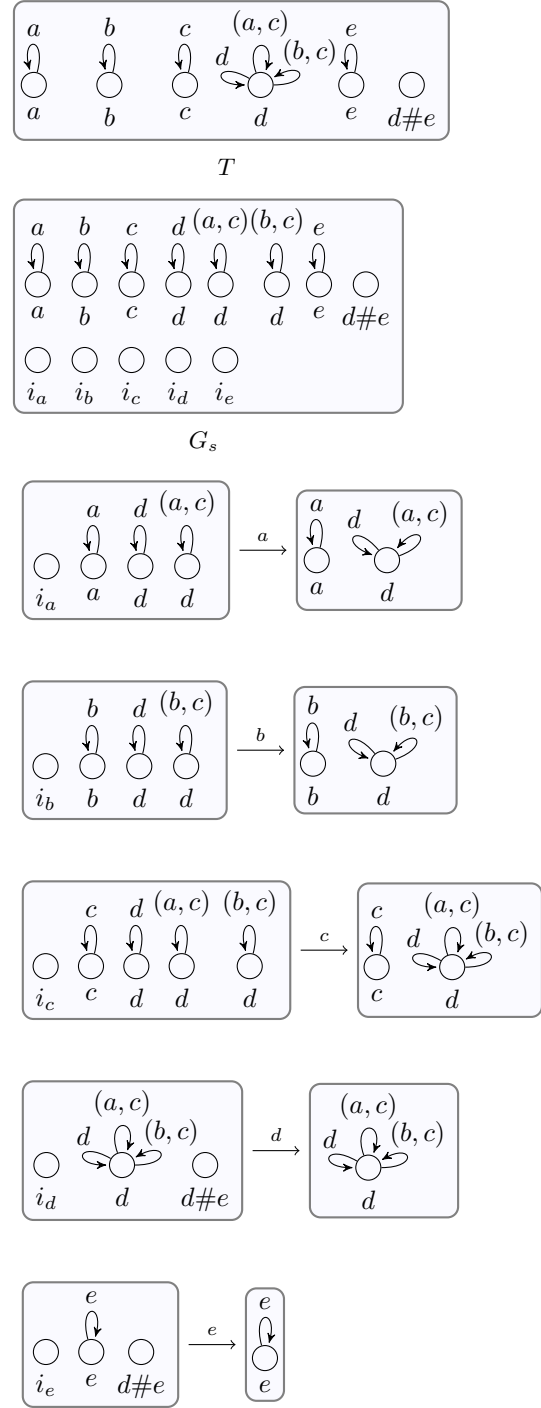 a b c (a, c) e
d (b, c)
a b c d e d#e
T
a b c d (a, c)(b, c) e
a b c d d d e d#e
i_a i_b i_c i_d i_e
G_s
a d (a, c) a
a d (a, c)
i_a a d d a d
b d (b, c) b
b d (b, c)
i_b b d d b d
c d (a, c) (b, c) c (a, c)
c d (b, c)
i_c c d d d c d
(a, c) (a, c)
d (b, c) d d (b, c)
i_d d d#e d
e e
e
i_e e d#e e